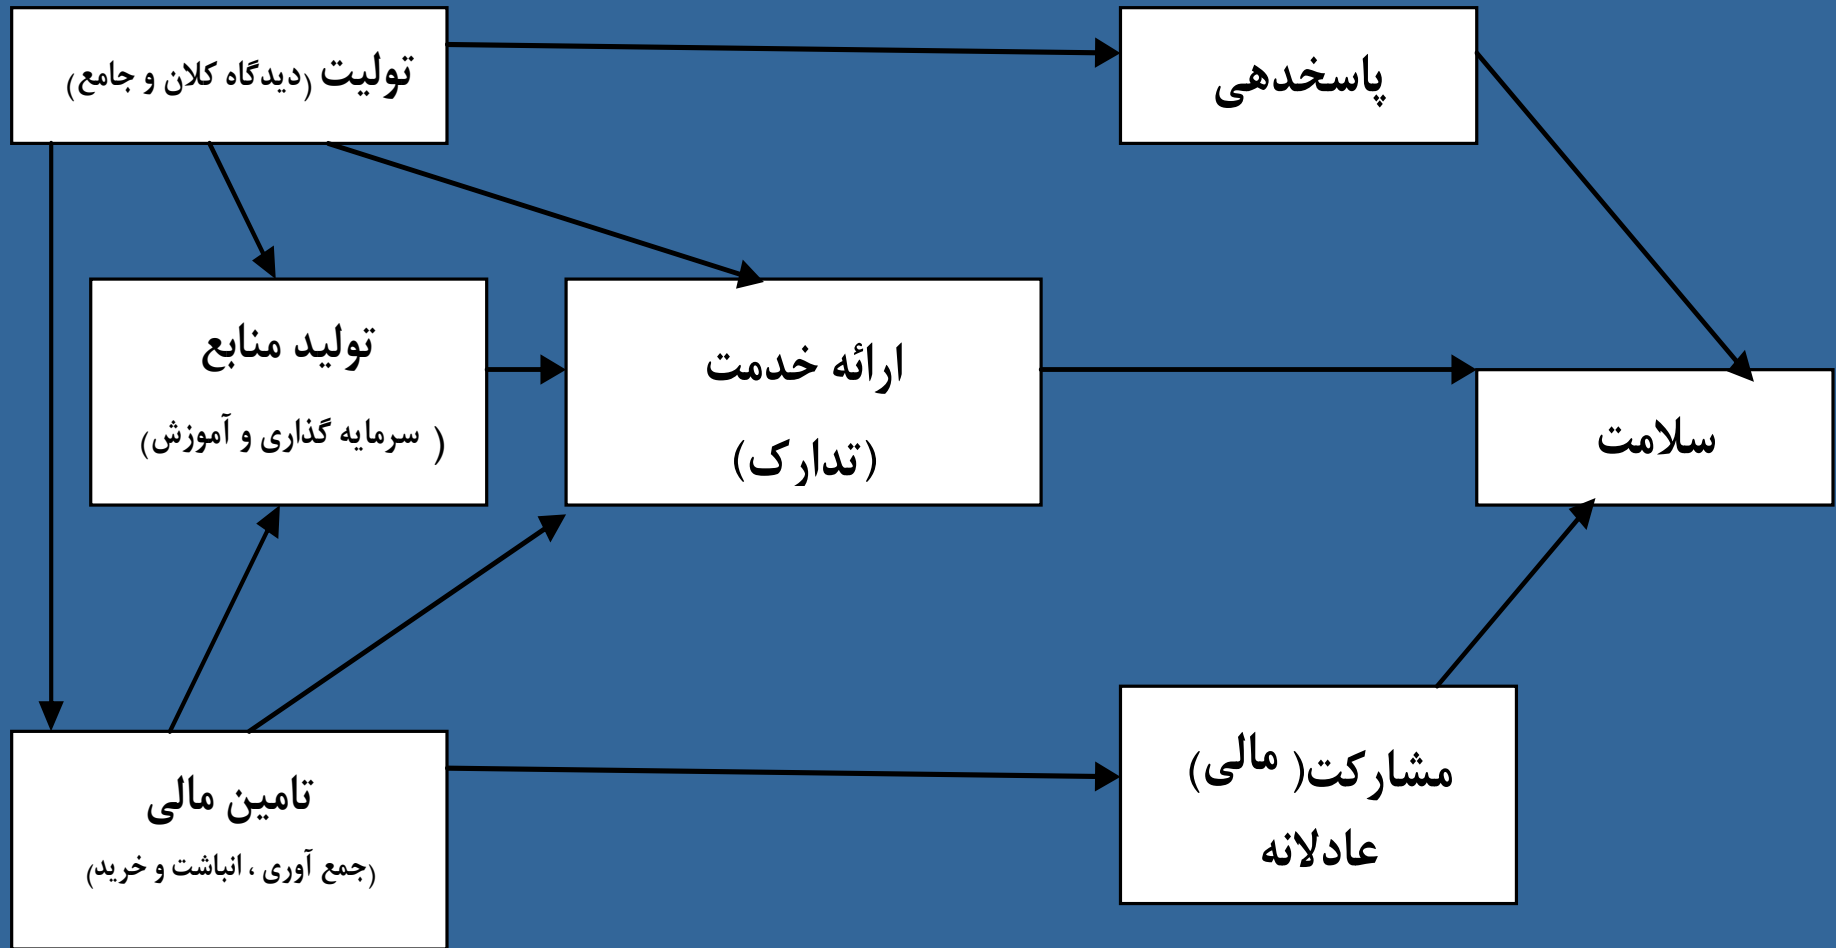 تولیت (دیدگاه کلان و جامع)
پاسخدهی
تولید منابع
( سرمایه گذاری و آموزش)
ارائه خدمت
(تدارک)
سلامت
تامین مالی
(جمع آوری ، انباشت و خرید)
مشارکت( مالی)
عادلانه